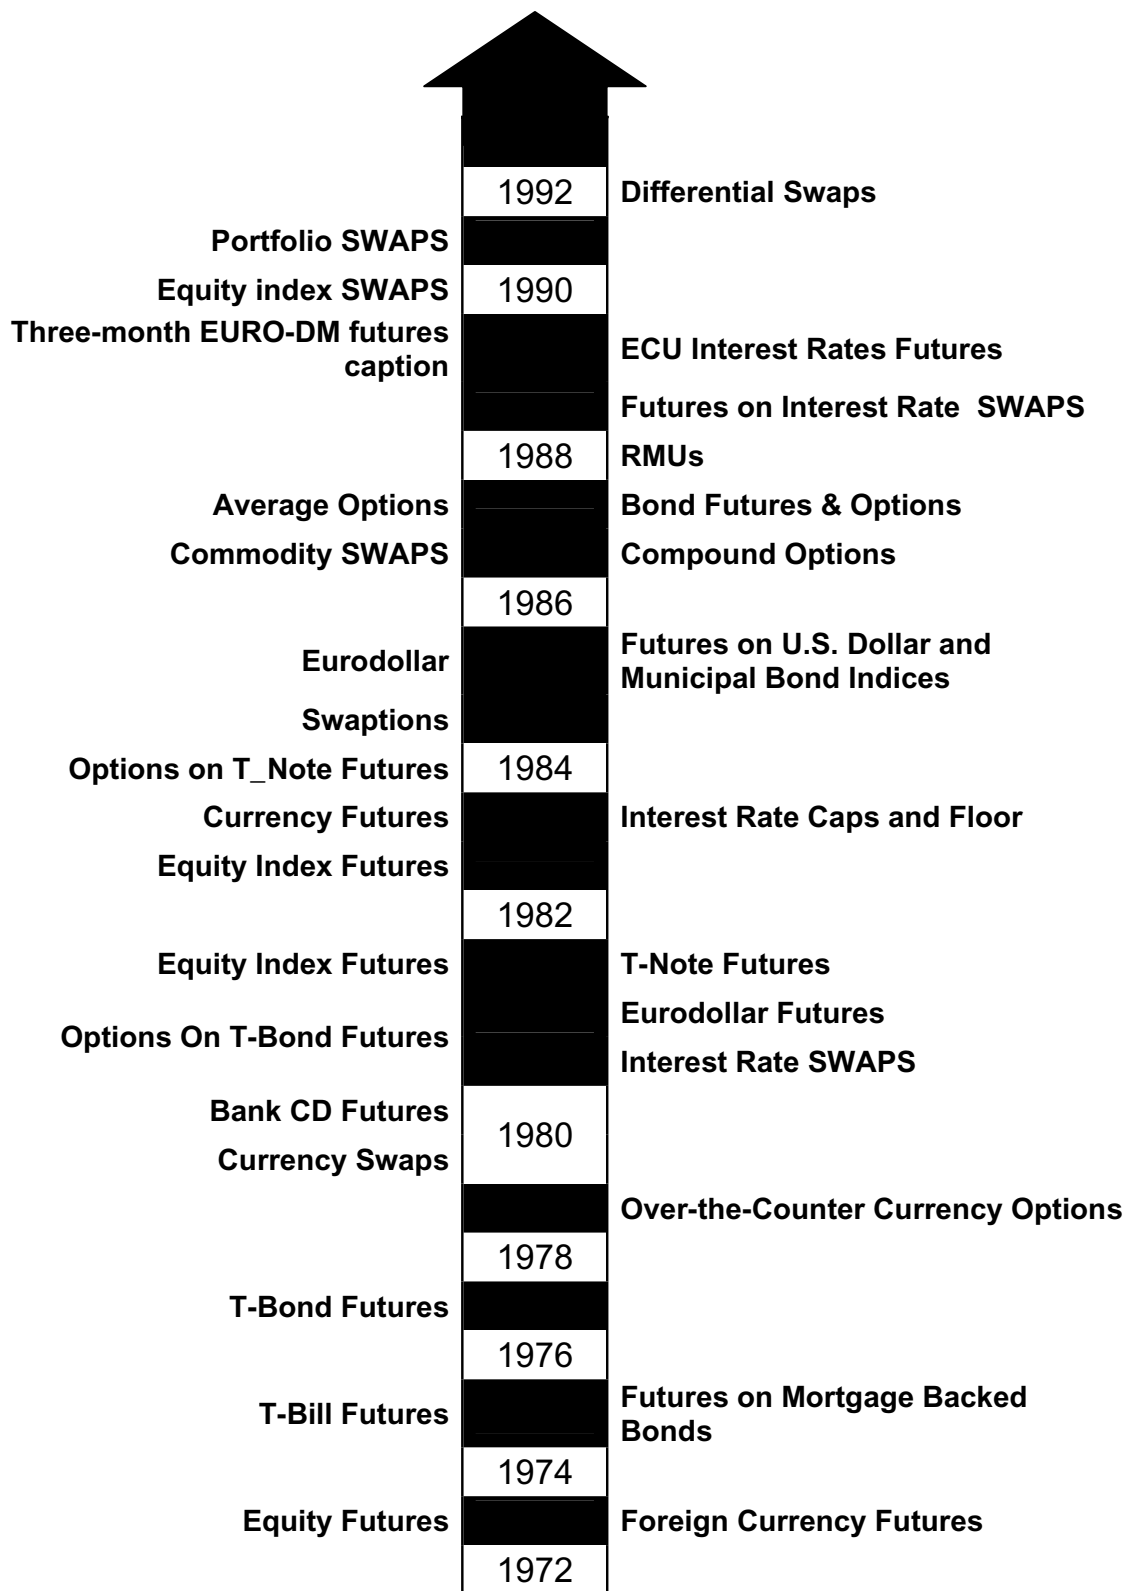 1992 Differential Swaps
Portfolio SWAPS
Equity index SWAPS 1990
Three-month EURO-DM futures
caption
ECU Interest Rates Futures
Futures on Interest Rate SWAPS
1988 RMUs
Average Options Bond Futures & Options
Commodity SWAPS Compound Options
1986
Eurodollar
Futures on U.S. Dollar and
Municipal Bond Indices
Swaptions
Options on T_Note Futures 1984
Currency Futures Interest Rate Caps and Floor
Equity Index Futures
1982
Equity Index Futures T-Note Futures
Eurodollar Futures
Options On T-Bond Futures
Interest Rate SWAPS
Bank CD Futures
1980
Currency Swaps
Over-the-Counter Currency Options
1978
T-Bond Futures
1976
T-Bill Futures
Futures on Mortgage Backed
Bonds
1974
Equity Futures Foreign Currency Futures
1972